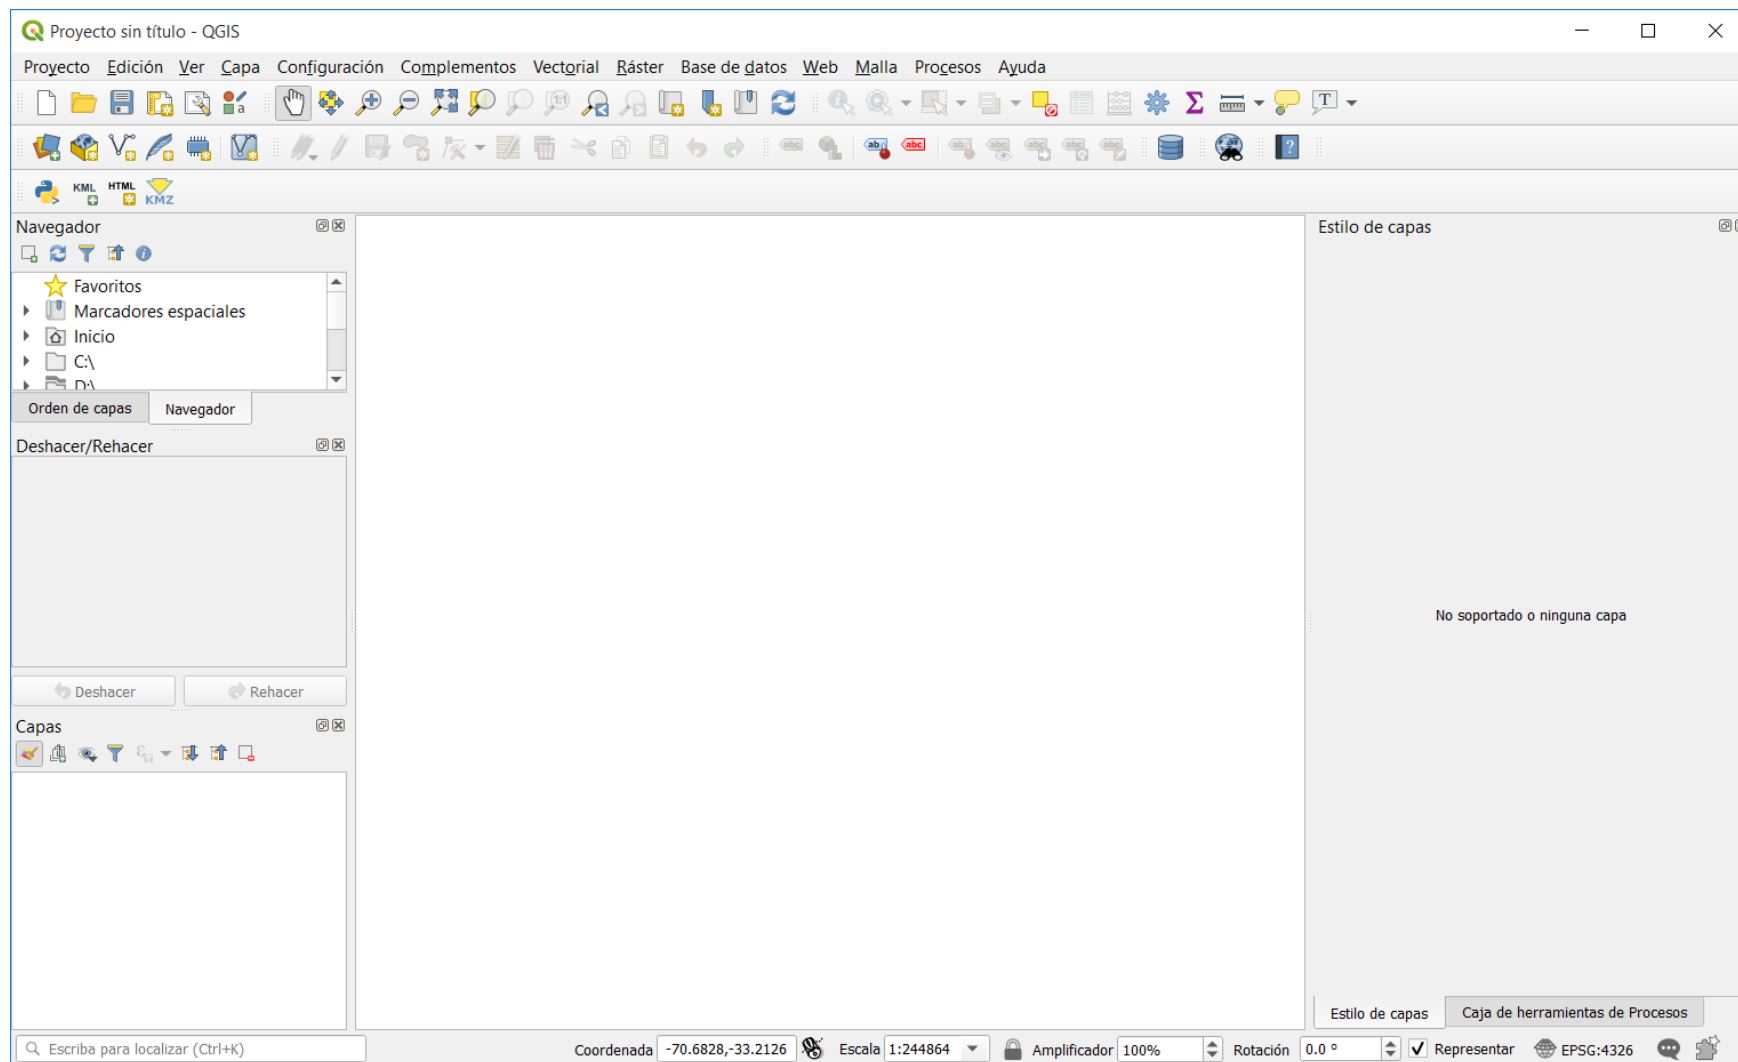 Proyecto sin título - QGIS
Proyecto Edición Ver Capa Configuración Complementos Vectorial Ráster Base de datos Web Malla Procesos Ayuda
KML HTML KMZ
Navegador
Favoritos
Marcadores espaciales
Inicio
C:\
D:\
Orden de capas Navegador
Deshacer/Rehacer
Deshacer Rehacer
Capas
Estilo de capas
No soportado o ninguna capa
Estilo de capas Caja de herramientas de Procesos
Escriba para localizar (Ctrl+K) Coordenada -70.6828,-33.2126 Escala 1:244864 Amplificador 100% Rotación 0.0 ° Representar EPSG:4326